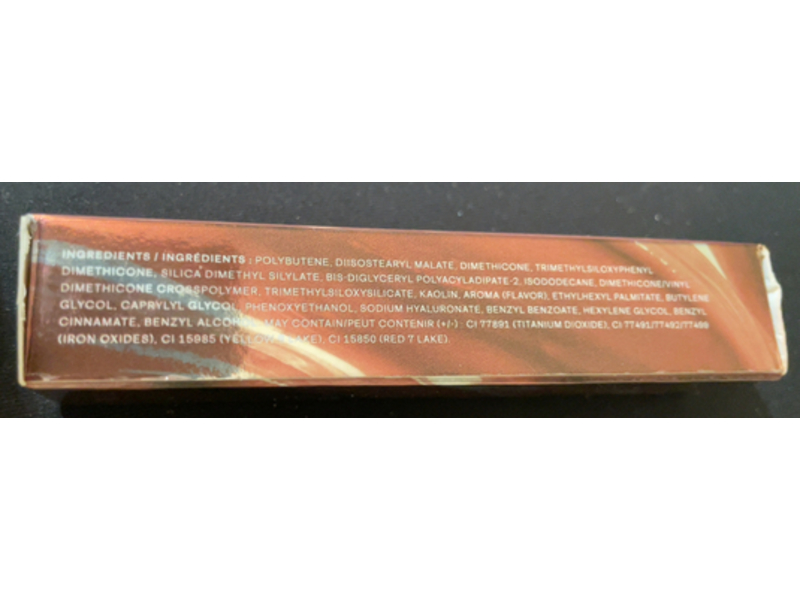 INGREDIENTS / INGRÉDIENTS : POLYBUTENE, DIISOSTEARYL MALATE, DIMETHICONE, TRIMETHYLSILOXYPHENYL
DIMETHICONE, SILICA DIMETHYL SILYLATE, BIS-DIGLYCERYL POLYACYLADIPATE-2, ISODODECANE, DIMETHICONE/VINYL
DIMETHICONE CROSSPOLYMER, TRIMETHYLSILOXYSILICATE, KAOLIN, AROMA (FLAVOR), ETHYLHEXYL PALMITATE, BUTYLENE
GLYCOL, CAPRYLYL GLYCOL, PHENOXYETHANOL, SODIUM HYALURONATE, BENZYL BENZOATE, HEXYLENE GLYCOL, BENZYL
CINNAMATE, BENZYL ALCOHOL. MAY CONTAIN/PEUT CONTENIR (+/-): CI 77891 (TITANIUM DIOXIDE), CI 77491/77492/77499
(IRON OXIDES), CI 15985 (YELLOW 6 LAKE), CI 15850 (RED 7 LAKE).